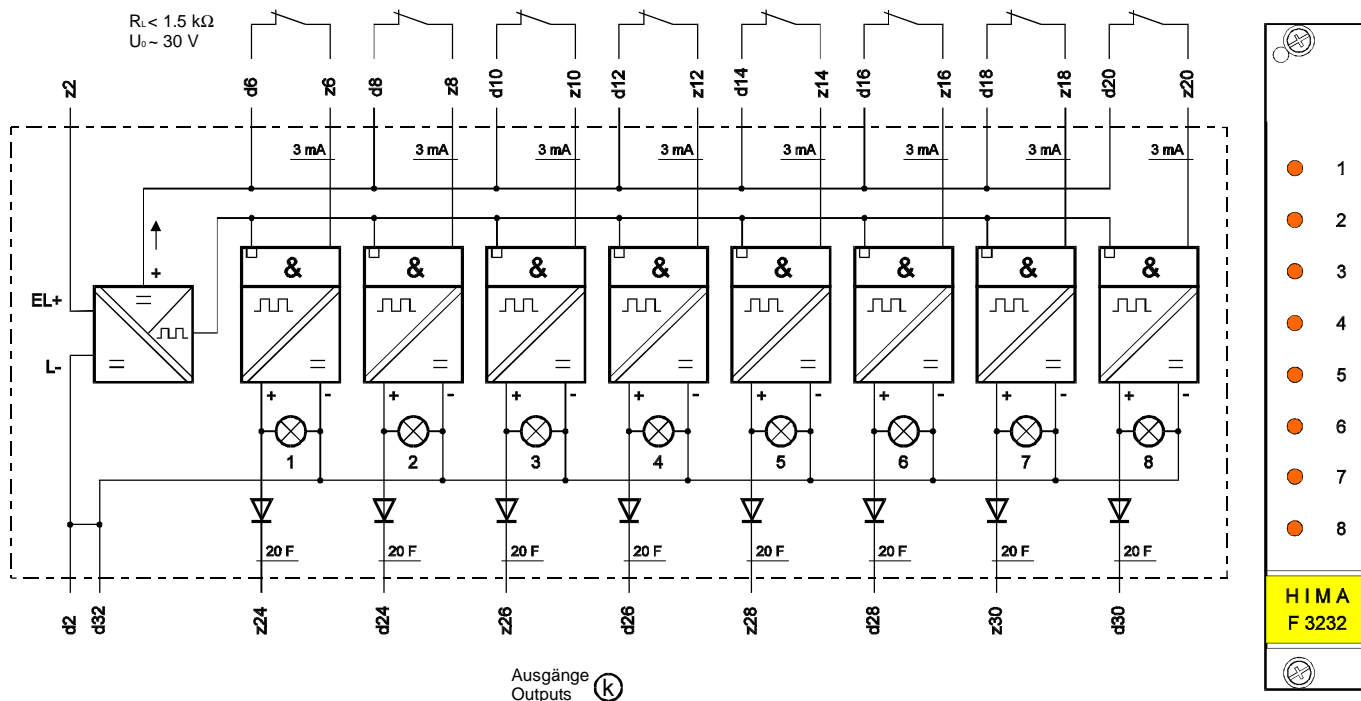 R_L < 1.5 kΩ
U₀ ~ 30 V
z2 d6 z6 d8 z8 d10 z10 d12 z12 d14 z14 d16 z16 d18 z18 d20 z20
3 mA 3 mA 3 mA 3 mA 3 mA 3 mA 3 mA 3 mA
+
& & & & & & & &
EL+
L-
+ - + - + - + - + - + - + - + -
1 2 3 4 5 6 7 8
20 F 20 F 20 F 20 F 20 F 20 F 20 F 20 F
d2 d32 z24 d24 z26 d26 z28 d28 z30 d30
Ausgänge
Outputs
k
1
2
3
4
5
6
7
8
HIMA
F 3232